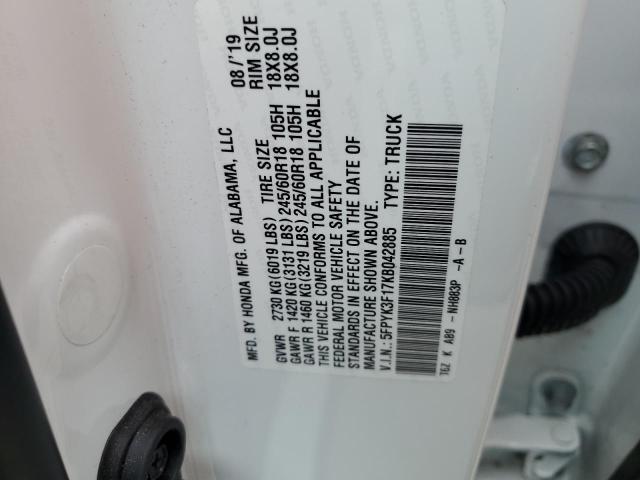 MFD. BY HONDA MFG. OF ALABAMA, LLC 08/'19
GVWR 2730 KG(6019 LBS) TIRE SIZE RIM SIZE
GAWR F 1420 KG(3131 LBS) 245/60R18 105H 18X8.0J
GAWR R 1460 KG(3219 LBS) 245/60R18 105H 18X8.0J
THIS VEHICLE CONFORMS TO ALL APPLICABLE
FEDERAL MOTOR VEHICLE SAFETY
STANDARDS IN EFFECT ON THE DATE OF
MANUFACTURE SHOWN ABOVE.
V.I.N.: 5FPYK3F17KB042885 TYPE: TRUCK
TGZ K A09 -NH883P -A-B